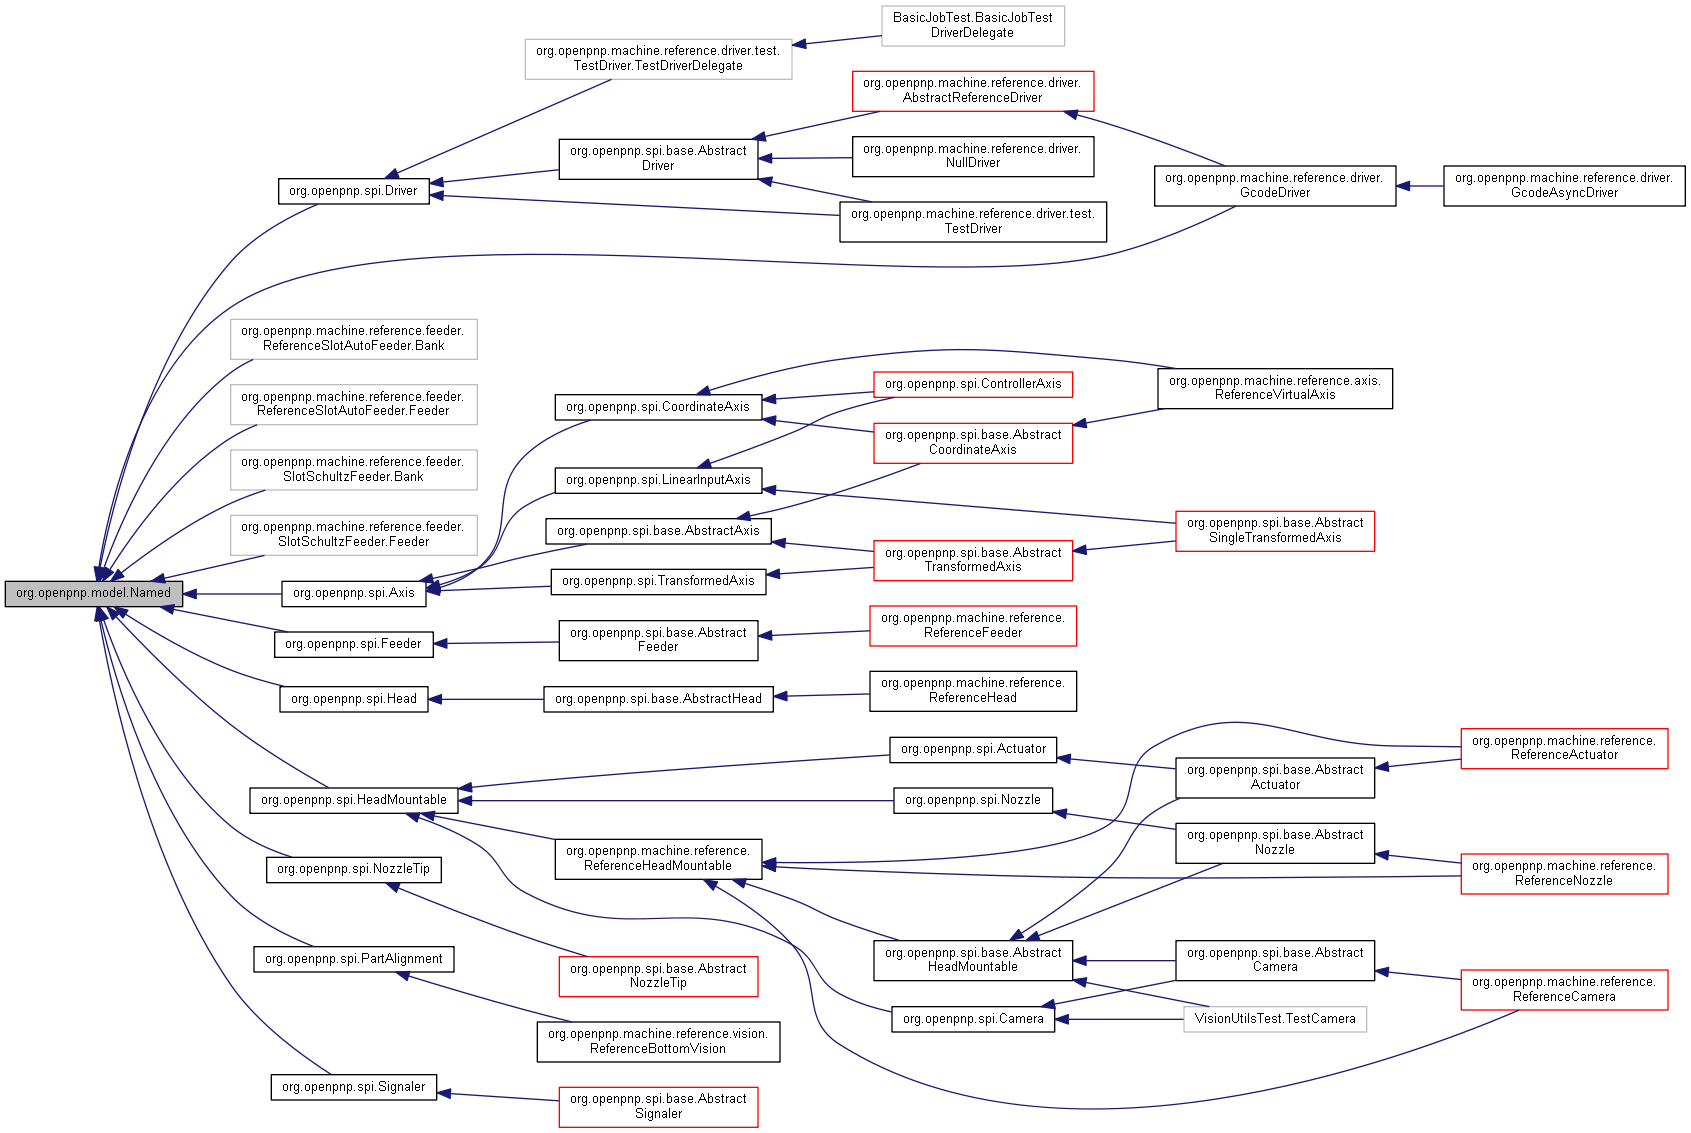 BasicJobTest.BasicJobTest
DriverDelegate
org.openpnp.machine.reference.driver.test.
TestDriver.TestDriverDelegate
org.openpnp.machine.reference.driver.
AbstractReferenceDriver
org.openpnp.spi.base.Abstract
Driver
org.openpnp.machine.reference.driver.
NullDriver
org.openpnp.spi.Driver
org.openpnp.machine.reference.driver.
GcodeDriver
org.openpnp.machine.reference.driver.
GcodeAsyncDriver
org.openpnp.machine.reference.driver.test.
TestDriver
org.openpnp.machine.reference.feeder.
ReferenceSlotAutoFeeder.Bank
org.openpnp.machine.reference.feeder.
ReferenceSlotAutoFeeder.Feeder
org.openpnp.machine.reference.feeder.
SlotSchultzFeeder.Bank
org.openpnp.machine.reference.feeder.
SlotSchultzFeeder.Feeder
org.openpnp.spi.CoordinateAxis
org.openpnp.spi.ControllerAxis
org.openpnp.machine.reference.axis.
ReferenceVirtualAxis
org.openpnp.spi.base.Abstract
CoordinateAxis
org.openpnp.spi.LinearInputAxis
org.openpnp.spi.base.AbstractAxis
org.openpnp.spi.base.Abstract
SingleTransformedAxis
org.openpnp.spi.base.Abstract
TransformedAxis
org.openpnp.spi.TransformedAxis
org.openpnp.model.Named
org.openpnp.spi.Axis
org.openpnp.spi.Feeder
org.openpnp.spi.base.Abstract
Feeder
org.openpnp.machine.reference.
ReferenceFeeder
org.openpnp.spi.Head
org.openpnp.spi.base.AbstractHead
org.openpnp.machine.reference.
ReferenceHead
org.openpnp.spi.Actuator
org.openpnp.machine.reference.
ReferenceActuator
org.openpnp.spi.base.Abstract
Actuator
org.openpnp.spi.HeadMountable
org.openpnp.spi.Nozzle
org.openpnp.spi.base.Abstract
Nozzle
org.openpnp.machine.reference.
ReferenceHeadMountable
org.openpnp.machine.reference.
ReferenceNozzle
org.openpnp.spi.NozzleTip
org.openpnp.spi.base.Abstract
HeadMountable
org.openpnp.spi.base.Abstract
Camera
org.openpnp.spi.PartAlignment
org.openpnp.spi.base.Abstract
NozzleTip
org.openpnp.machine.reference.
ReferenceCamera
org.openpnp.spi.Camera
VisionUtilsTest.TestCamera
org.openpnp.machine.reference.vision.
ReferenceBottomVision
org.openpnp.spi.Signaler
org.openpnp.spi.base.Abstract
Signaler